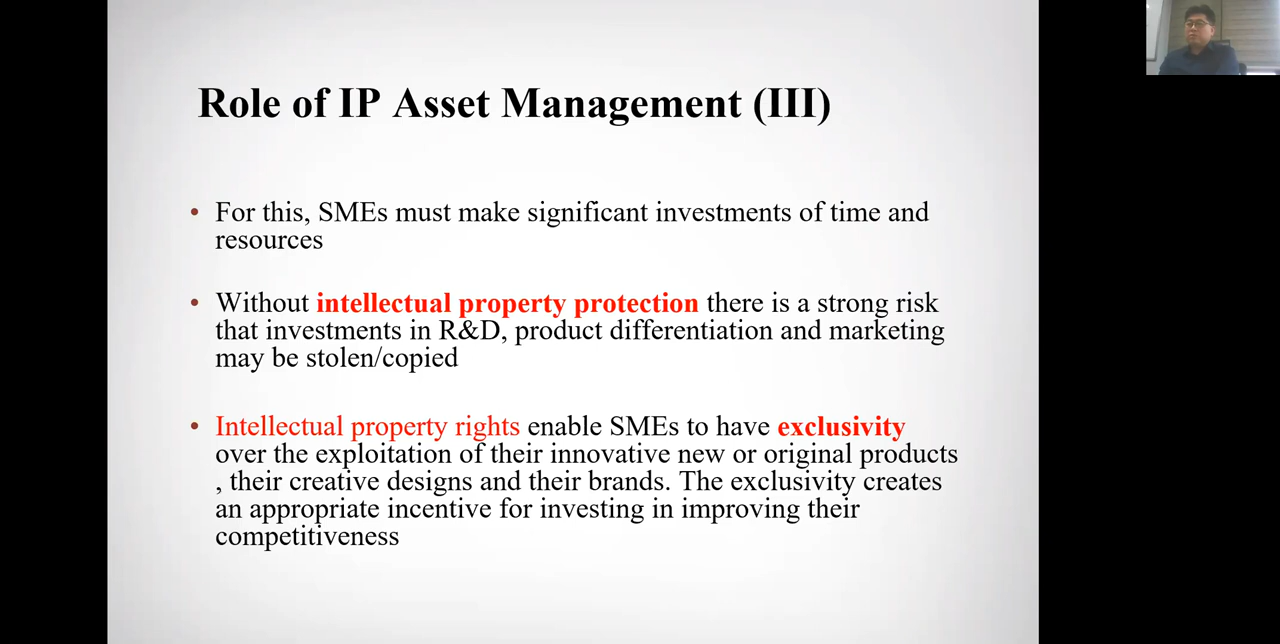 Role of IP Asset Management (III)
• For this, SMEs must make significant investments of time and
resources
• Without intellectual property protection there is a strong risk
that investments in R&D, product differentiation and marketing
may be stolen/copied
• Intellectual property rights enable SMEs to have exclusivity
over the exploitation of their innovative new or original products
, their creative designs and their brands. The exclusivity creates
an appropriate incentive for investing in improving their
competitiveness